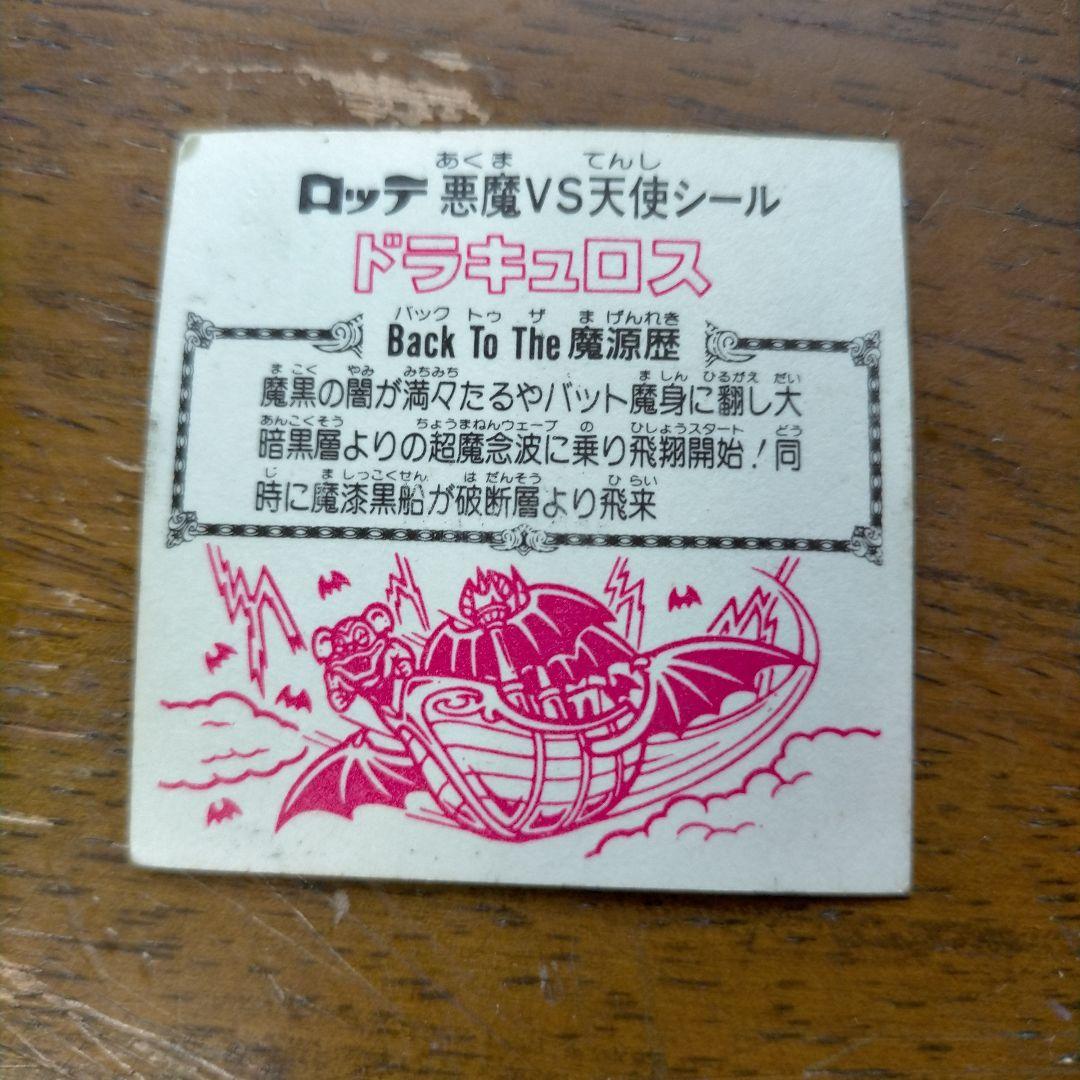 あくま てんし
ロッテ 悪魔VS天使シール
ドラキュロス
バック トゥ ザ まげんれき
Back To The 魔源歴
まこく やみ みちみち ましん ひるがえ だい
魔黒の闇が満々たるやバット魔身に翻し大
あんこくそう ちょうまねんウェーブ の ひしょうスタート どう
暗黒層よりの超魔念波に乗り飛翔開始!同
じ ましっこくせん はだんそう ひらい
時に魔漆黒船が破断層より飛来